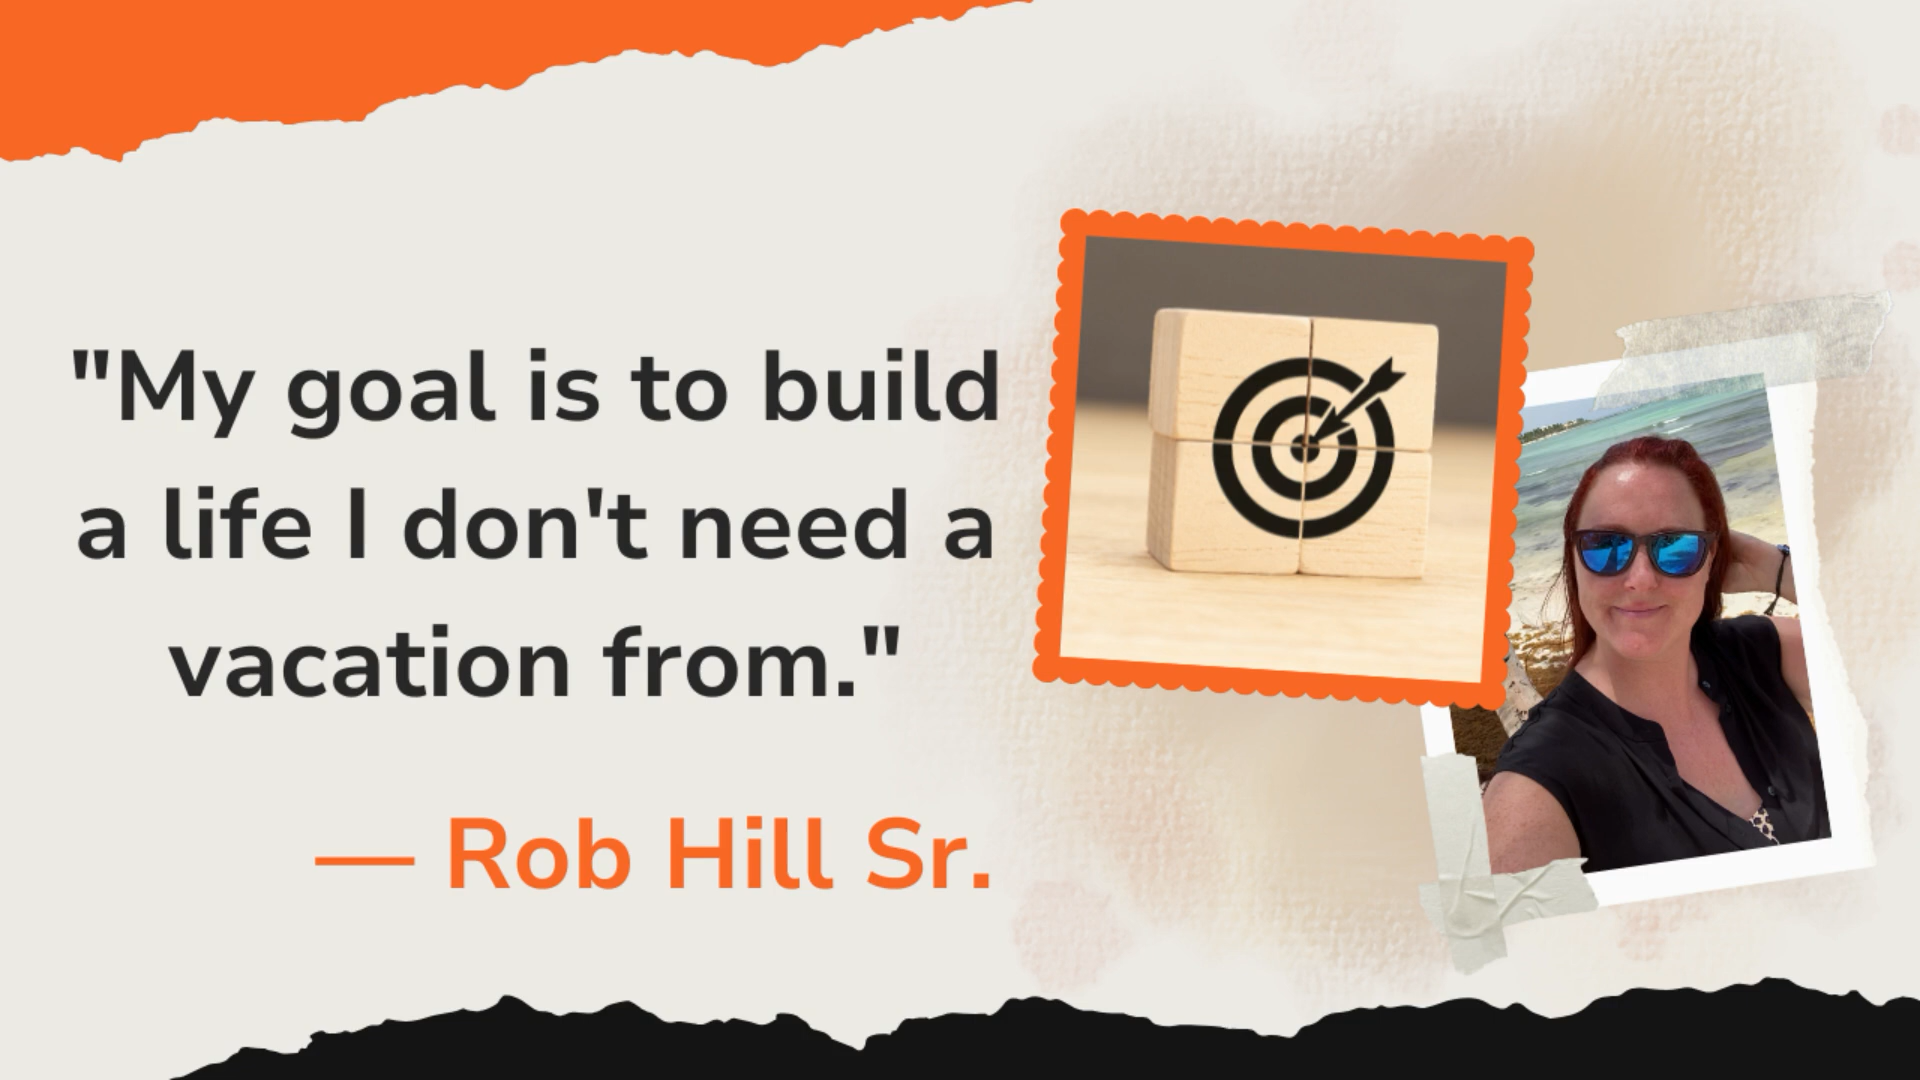 "My goal is to build
a life I don't need a
vacation from."
— Rob Hill Sr.